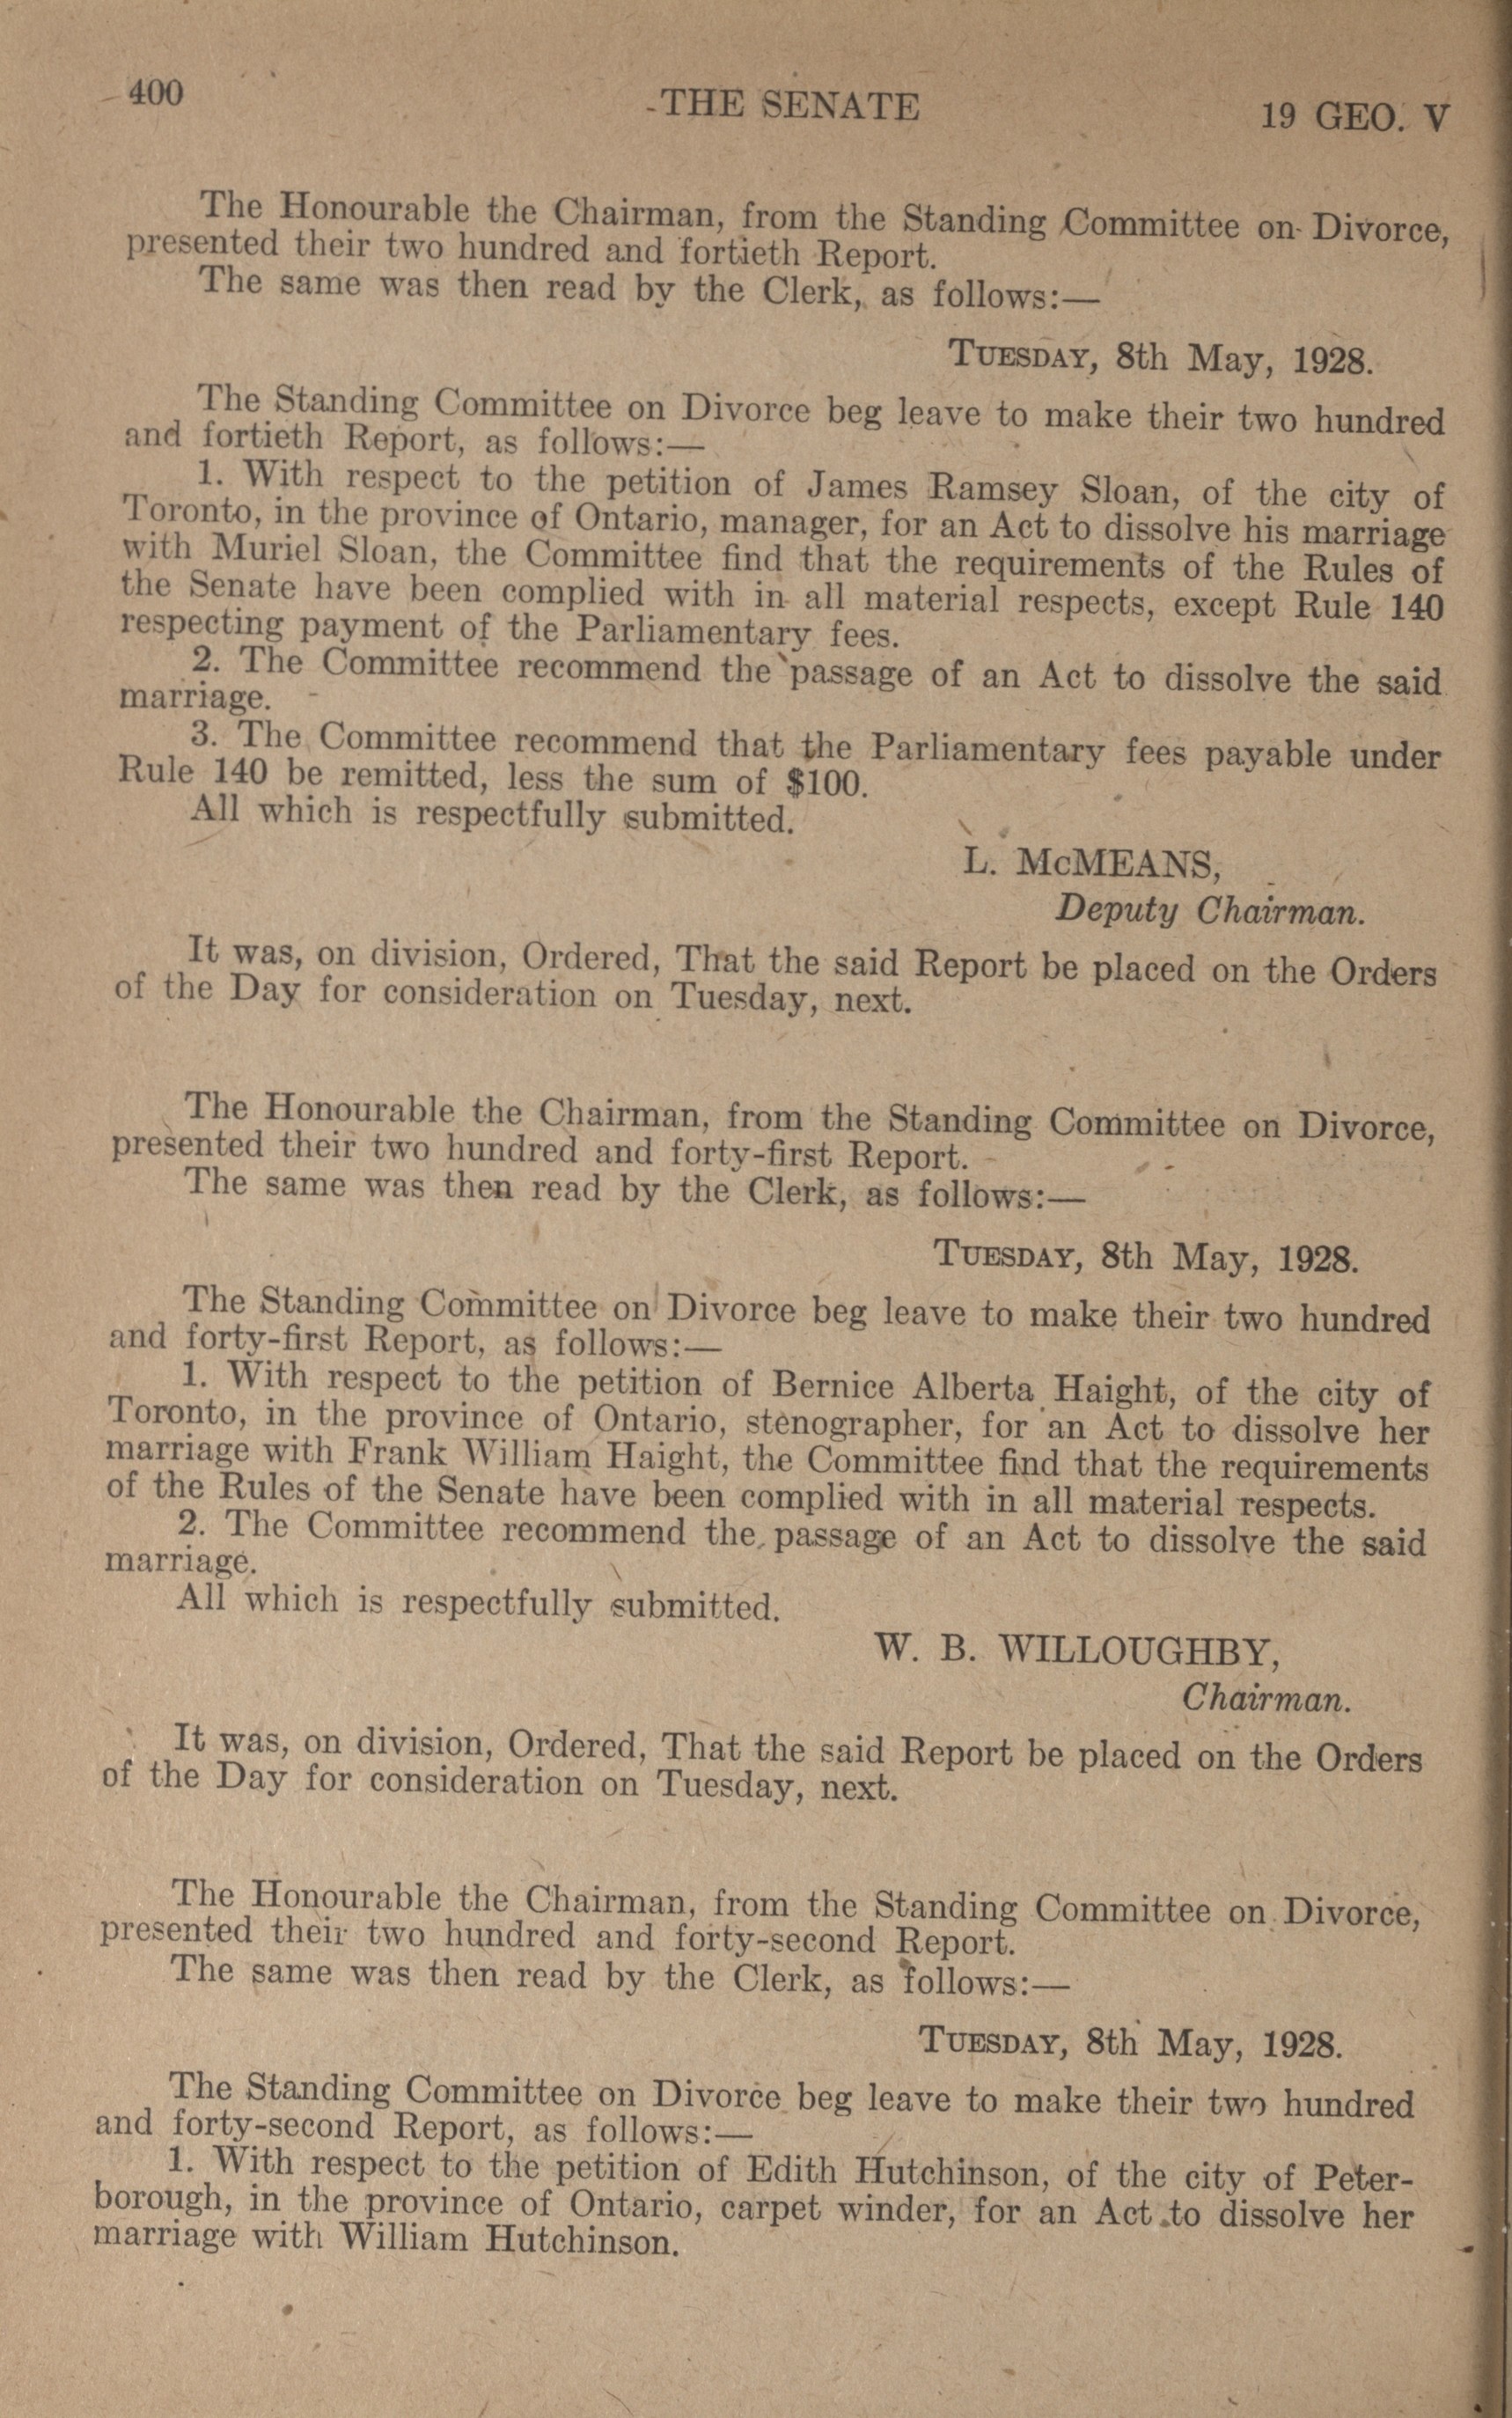 400
THE SENATE
19 GEO. V
The Honourable the Chairman, from the Standing Committee on Divorce,
presented their two hundred and fortieth Report.
The same was then read by the Clerk, as follows:—
TUESDAY, 8th May, 1928.
The Standing Committee on Divorce beg leave to make their two hundred
and fortieth Report, as follows:—
1. With respect to the petition of James Ramsey Sloan, of the city of
Toronto, in the province of Ontario, manager, for an Act to dissolve his marriage
with Muriel Sloan, the Committee find that the requirements of the Rules of
the Senate have been complied with in all material respects, except Rule 140
respecting payment of the Parliamentary fees.
2. The Committee recommend the passage of an Act to dissolve the said
marriage.
3. The Committee recommend that the Parliamentary fees payable under
Rule 140 be remitted, less the sum of $100.
All which is respectfully submitted.
L. McMEANS,
Deputy Chairman.
It was, on division, Ordered, That the said Report be placed on the Orders
of the Day for consideration on Tuesday, next.
The Honourable the Chairman, from the Standing Committee on Divorce,
presented their two hundred and forty-first Report.
The same was then read by the Clerk, as follows:—
TUESDAY, 8th May, 1928.
The Standing Committee on Divorce beg leave to make their two hundred
and forty-first Report, as follows:—
1. With respect to the petition of Bernice Alberta Haight, of the city of
Toronto, in the province of Ontario, stenographer, for an Act to dissolve her
marriage with Frank William Haight, the Committee find that the requirements
of the Rules of the Senate have been complied with in all material respects.
2. The Committee recommend the passage of an Act to dissolve the said
marriage.
All which is respectfully submitted.
W. B. WILLOUGHBY,
Chairman.
It was, on division, Ordered, That the said Report be placed on the Orders
of the Day for consideration on Tuesday, next.
The Honourable the Chairman, from the Standing Committee on Divorce,
presented their two hundred and forty-second Report.
The same was then read by the Clerk, as follows:—
TUESDAY, 8th May, 1928.
The Standing Committee on Divorce beg leave to make their two hundred
and forty-second Report, as follows:—
1. With respect to the petition of Edith Hutchinson, of the city of Peter-
borough, in the province of Ontario, carpet winder, for an Act to dissolve her
marriage with William Hutchinson.